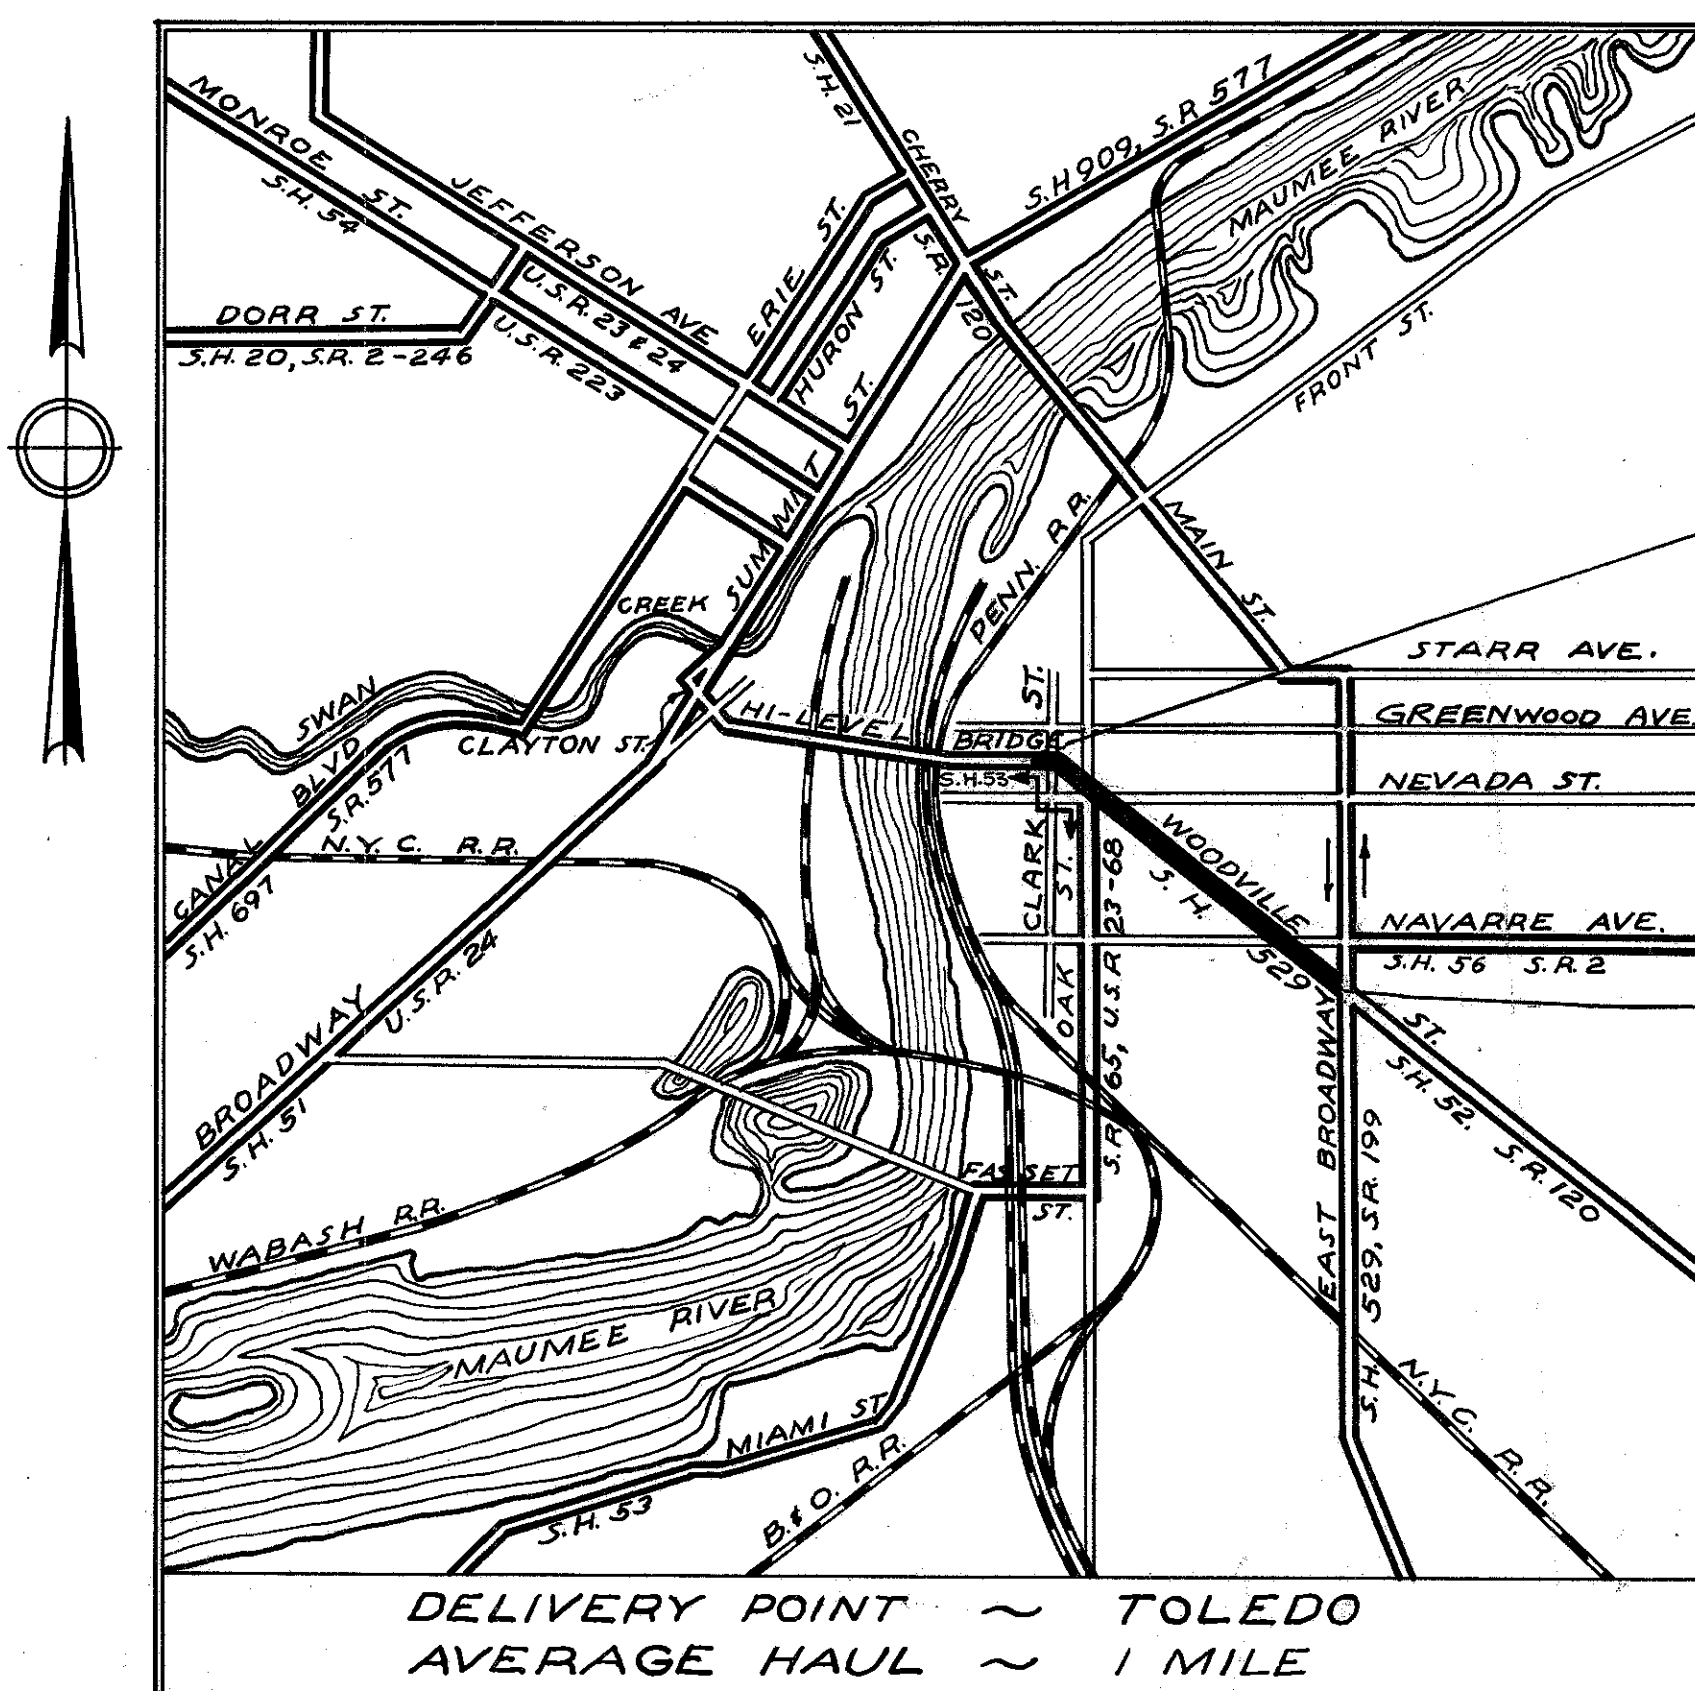 MONROE ST.
S.H. 54
JEFFERSON AVE
U.S.R. 23 & 24
U.S.R. 223
DORR ST.
S.H. 20, S.R. 2-246
S.H. 21
CHERRY ST.
S.R. 120
S.H 909, S.R 577
MAUMEE RIVER
FRONT ST.
ERIE ST.
HURON ST.
SUMMIT ST.
PENN. R.R.
MAIN ST.
CREEK
SWAN
CLAYTON ST.
HI-LEVEL BRIDGE
S.H. 53
CLARK ST.
STARR AVE.
GREENWOOD AVE.
NEVADA ST.
CANAL BLVD
S.R. 577
S.H. 697
N.Y.C. R.R.
WOODVILLE ST.
S. H. 529
NAVARRE AVE.
S.H. 56 S.R. 2
OAK ST.
S.R 65, U.S.R 23-68
BROADWAY
U.S.R. 24
S.H. 51
EAST BROADWAY
S.H. 529, S.R. 199
S.H. 52, S.R. 120
FASSET ST.
WABASH R.R.
MAUMEE RIVER
MIAMI ST
S.H. 53
B. & O. R.R.
N.Y.C. R.R.
DELIVERY POINT ~ TOLEDO
AVERAGE HAUL ~ 1 MILE